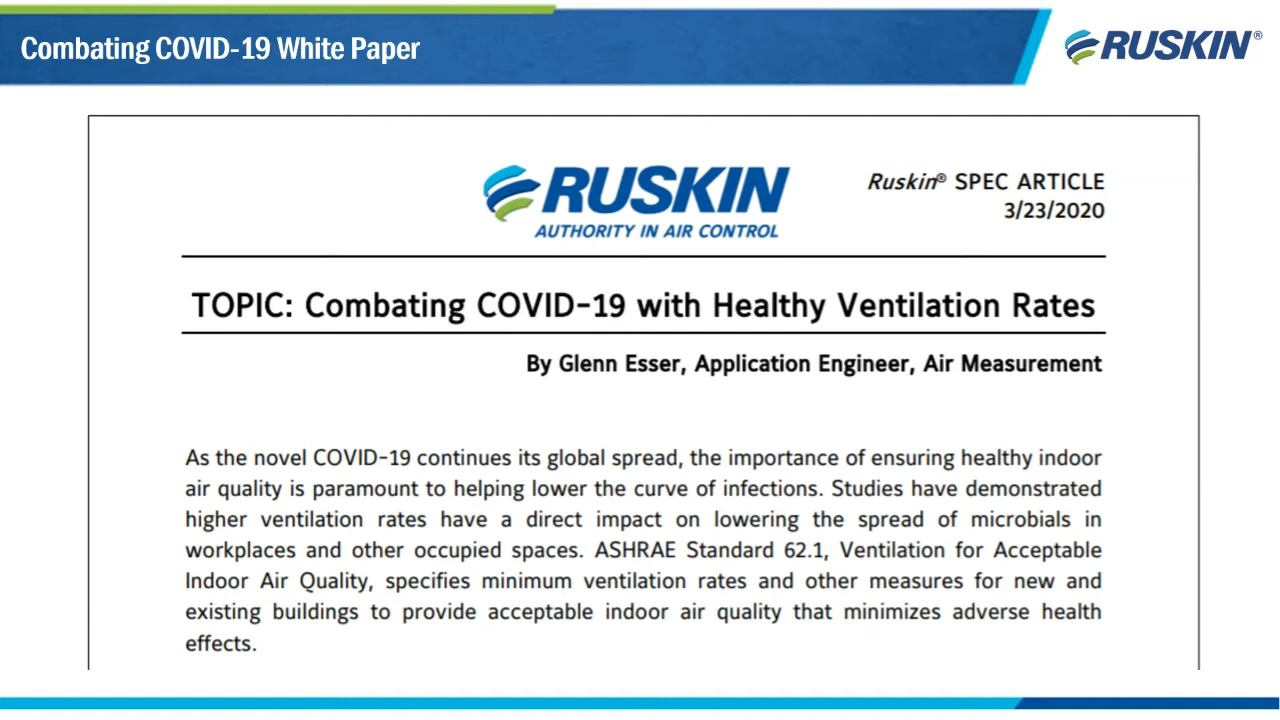 Combating COVID-19 White Paper
RUSKIN®
RUSKIN
AUTHORITY IN AIR CONTROL
Ruskin® SPEC ARTICLE
3/23/2020
TOPIC: Combating COVID-19 with Healthy Ventilation Rates
By Glenn Esser, Application Engineer, Air Measurement
As the novel COVID-19 continues its global spread, the importance of ensuring healthy indoor
air quality is paramount to helping lower the curve of infections. Studies have demonstrated
higher ventilation rates have a direct impact on lowering the spread of microbials in
workplaces and other occupied spaces. ASHRAE Standard 62.1, Ventilation for Acceptable
Indoor Air Quality, specifies minimum ventilation rates and other measures for new and
existing buildings to provide acceptable indoor air quality that minimizes adverse health
effects.